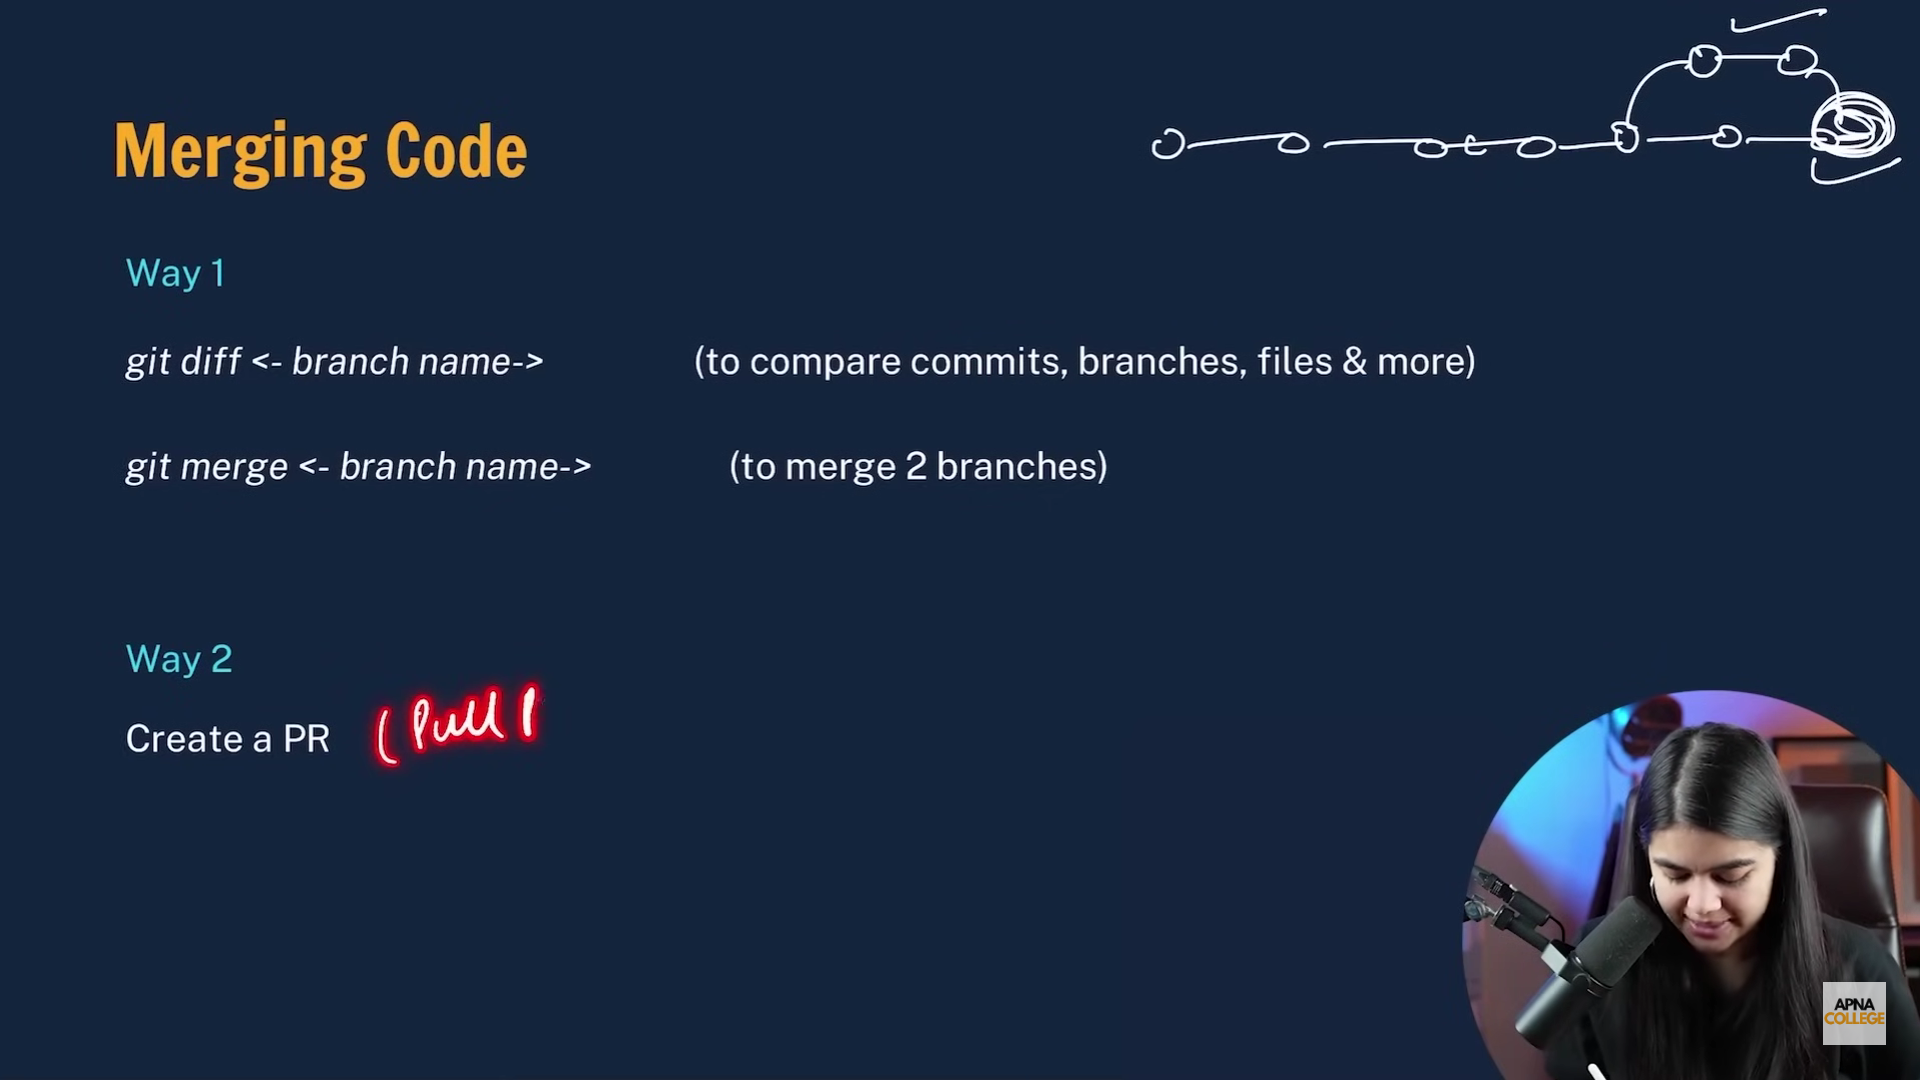 Merging Code
Way 1
git diff <- branch name-> (to compare commits, branches, files & more)
git merge <- branch name-> (to merge 2 branches)
Way 2
Create a PR ( Pull
APNA
COLLEGE